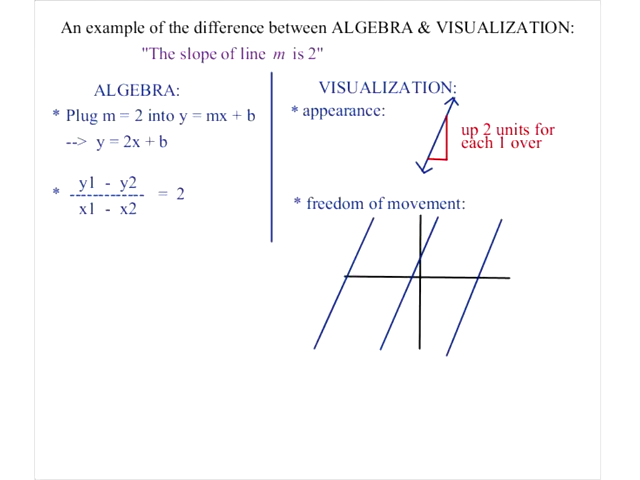 An example of the difference between ALGEBRA & VISUALIZATION:
"The slope of line m is 2"
ALGEBRA:
* Plug m = 2 into y = mx + b
--> y = 2x + b
* y1 - y2
------------- = 2
x1 - x2
VISUALIZATION:
* appearance:
up 2 units for
each 1 over
* freedom of movement: